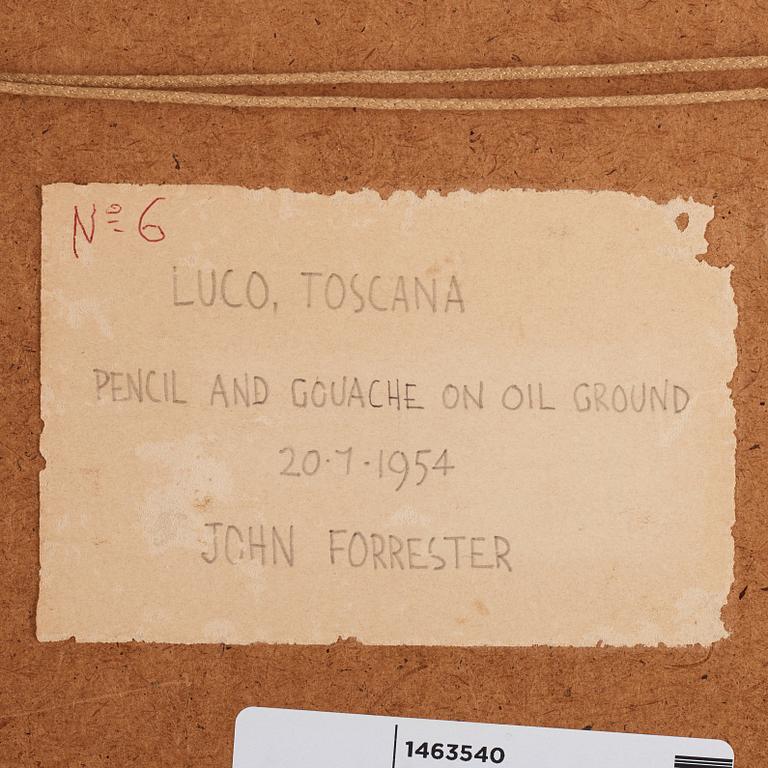 Nº 6
LUCO, TOSCANA
PENCIL AND GOUACHE ON OIL GROUND
20·7·1954
JOHN FORRESTER
1463540